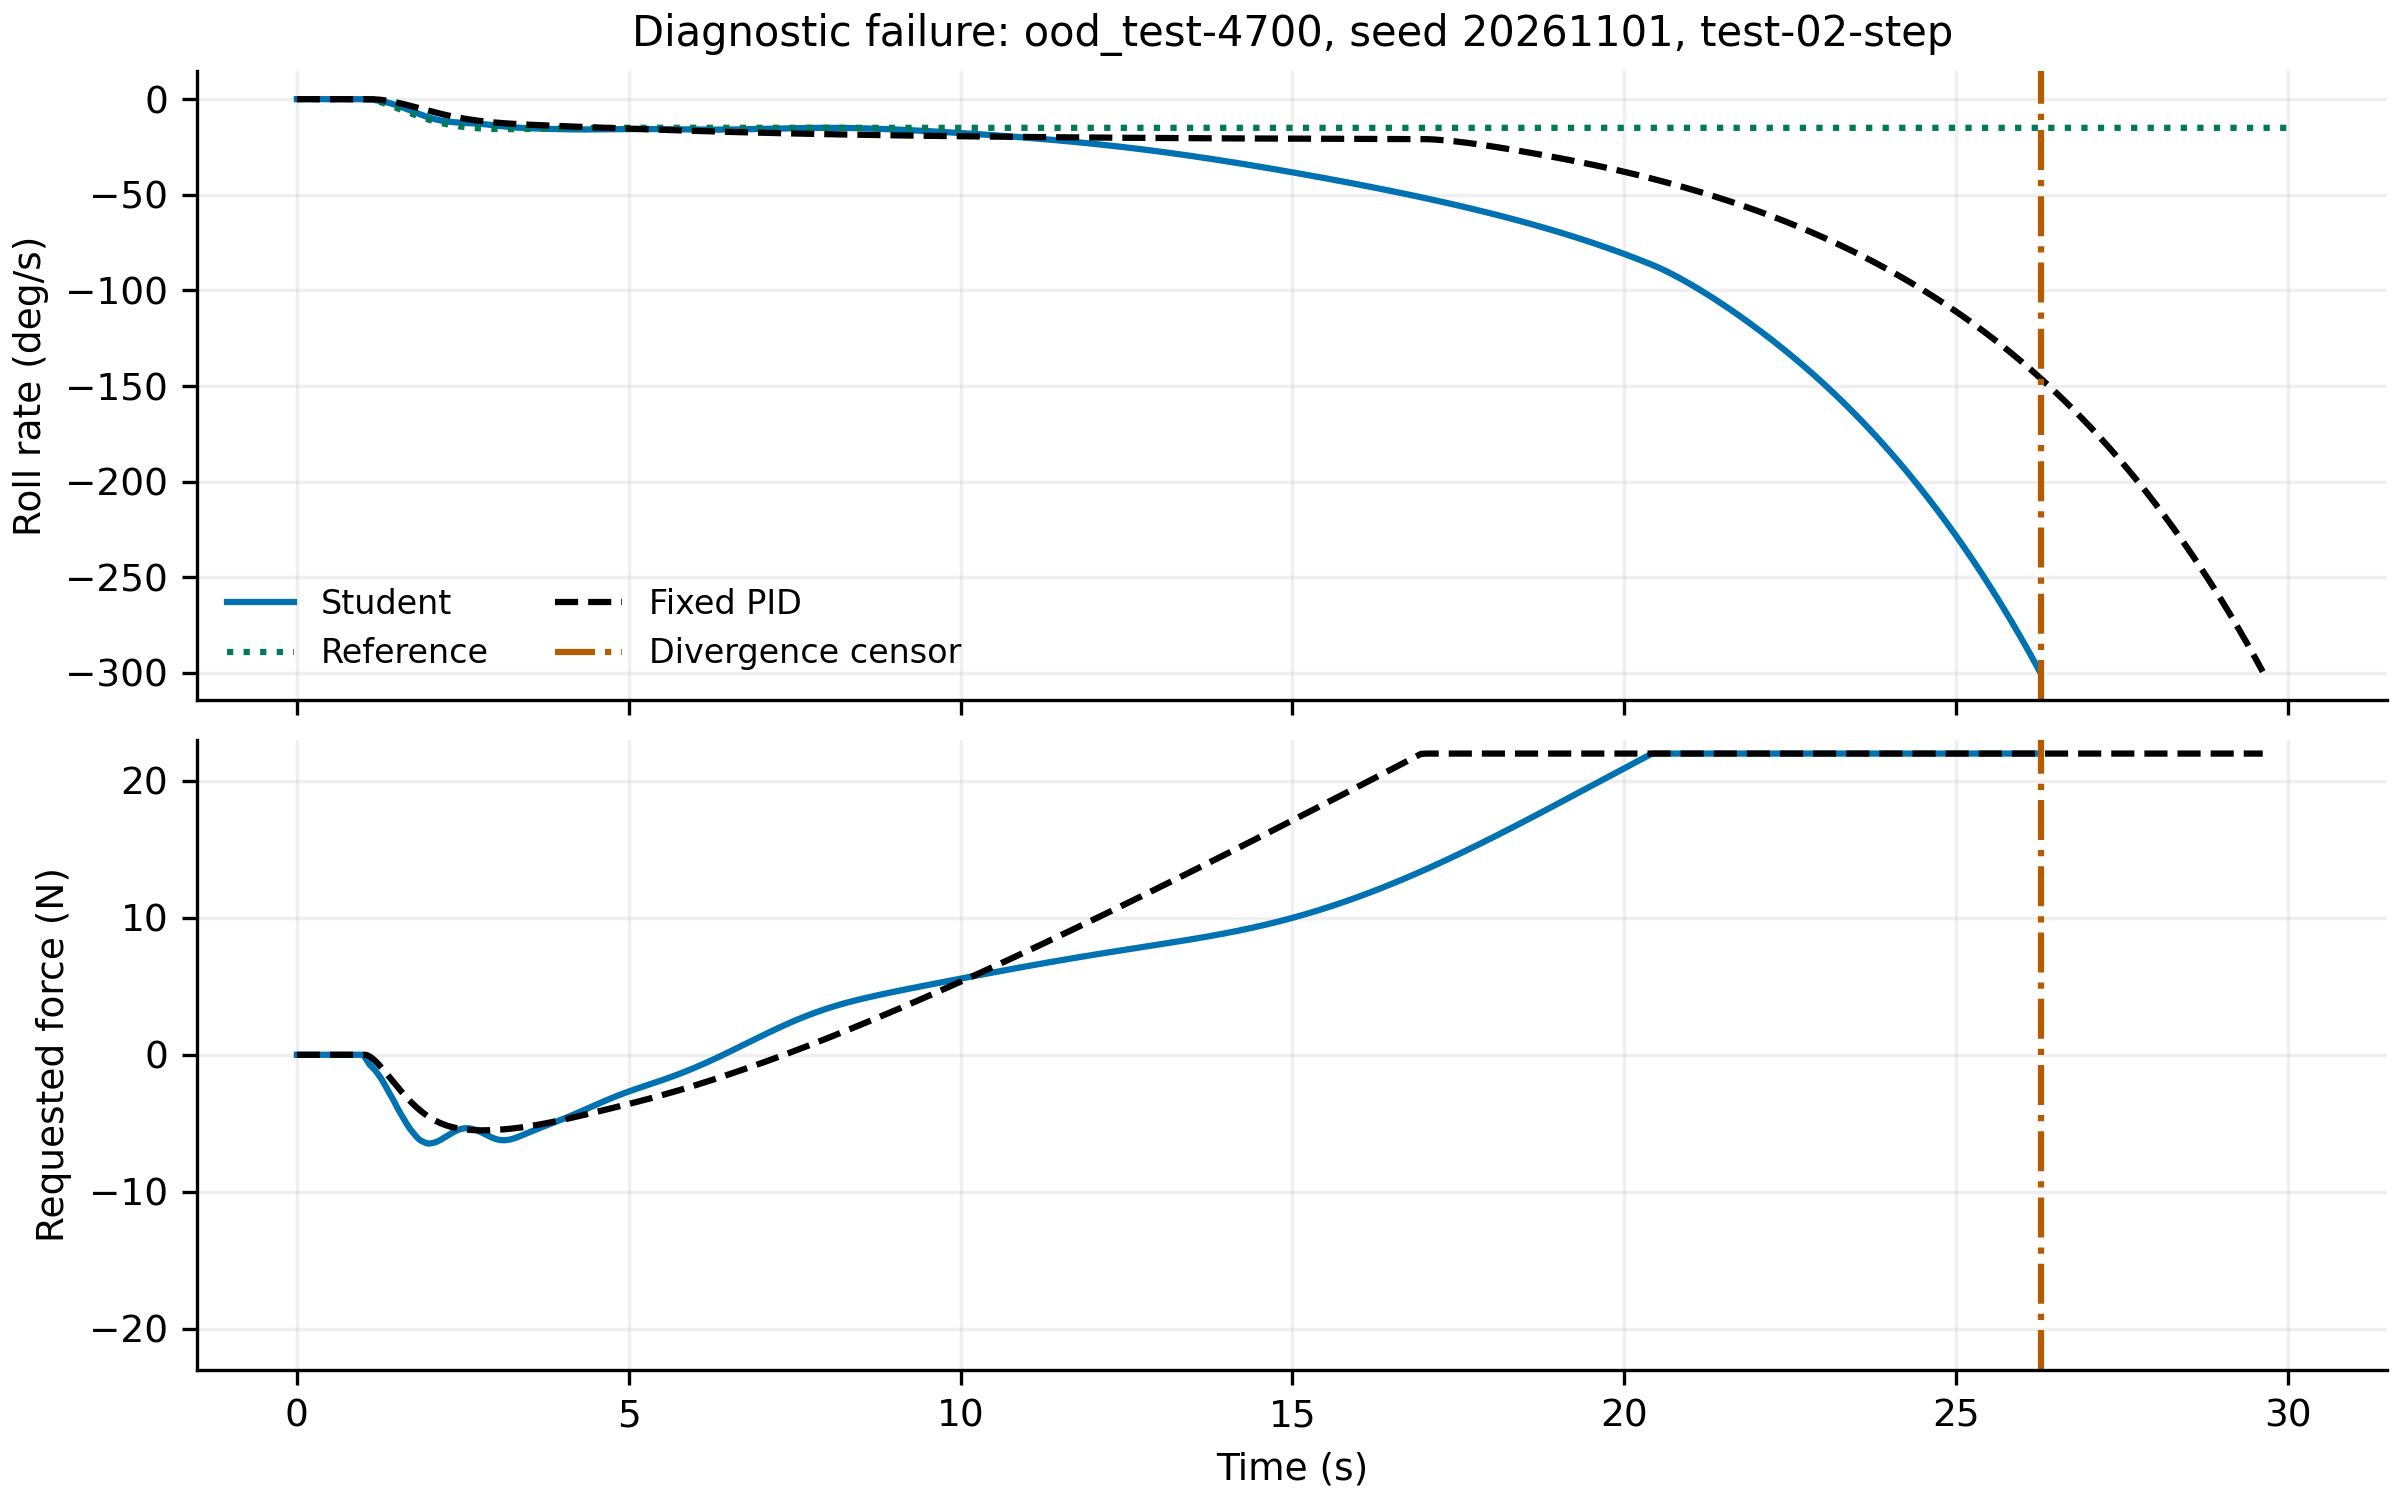 Diagnostic failure: ood_test-4700, seed 20261101, test-02-step
Roll rate (deg/s)
0
−50
−100
−150
−200
−250
−300
Student
Reference
Fixed PID
Divergence censor
Requested force (N)
20
10
0
−10
−20
0 5 10 15 20 25 30
Time (s)